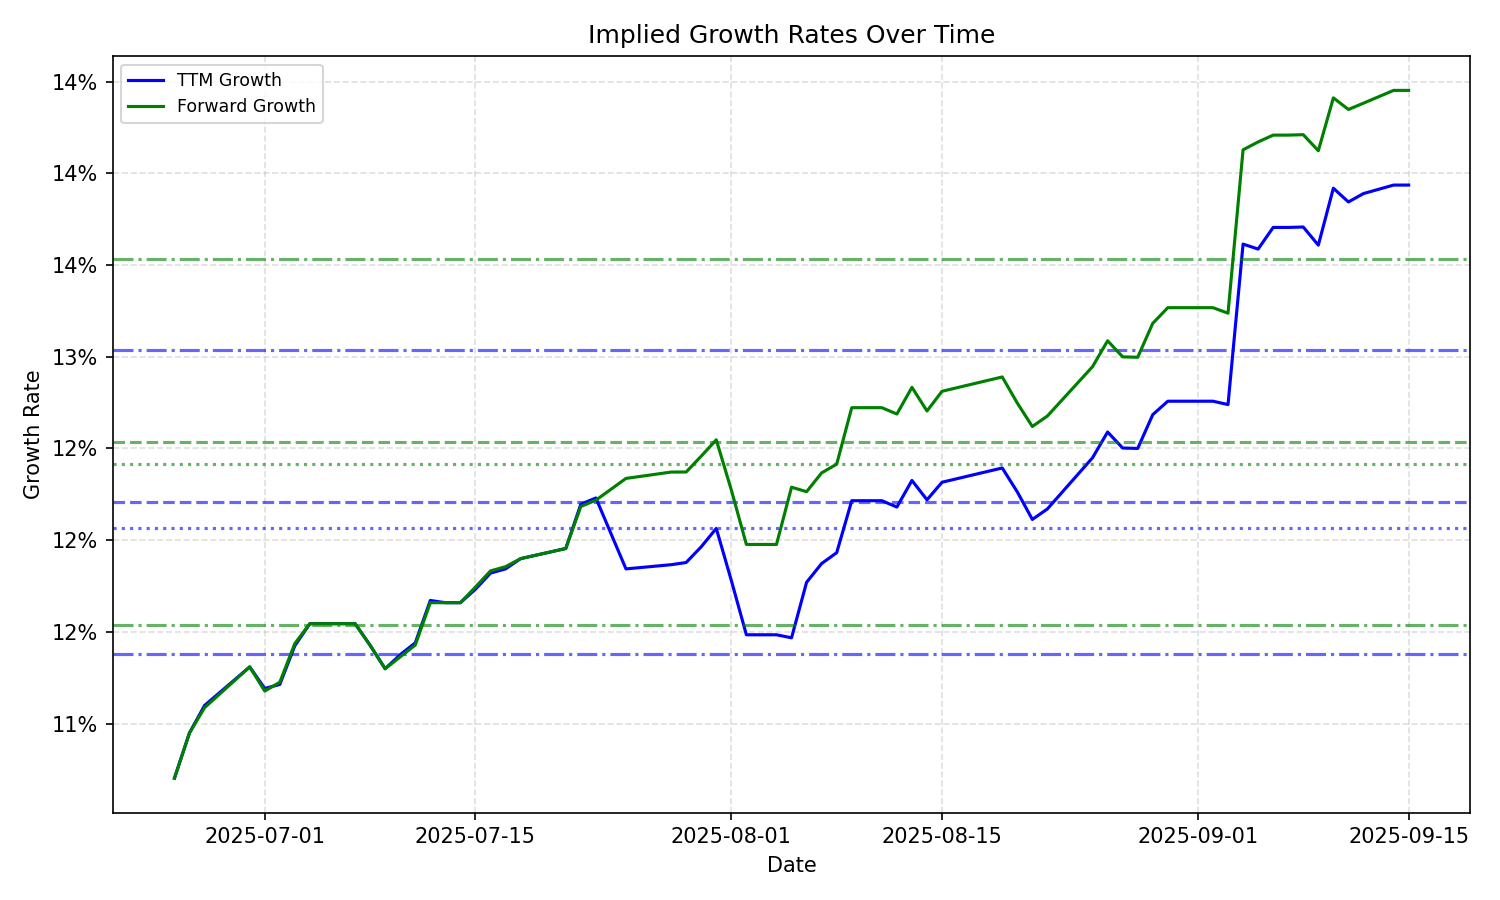 Implied Growth Rates Over Time
TTM Growth
Forward Growth
14%
14%
14%
13%
12%
12%
12%
11%
Growth Rate
2025-07-01
2025-07-15
2025-08-01
2025-08-15
2025-09-01
2025-09-15
Date